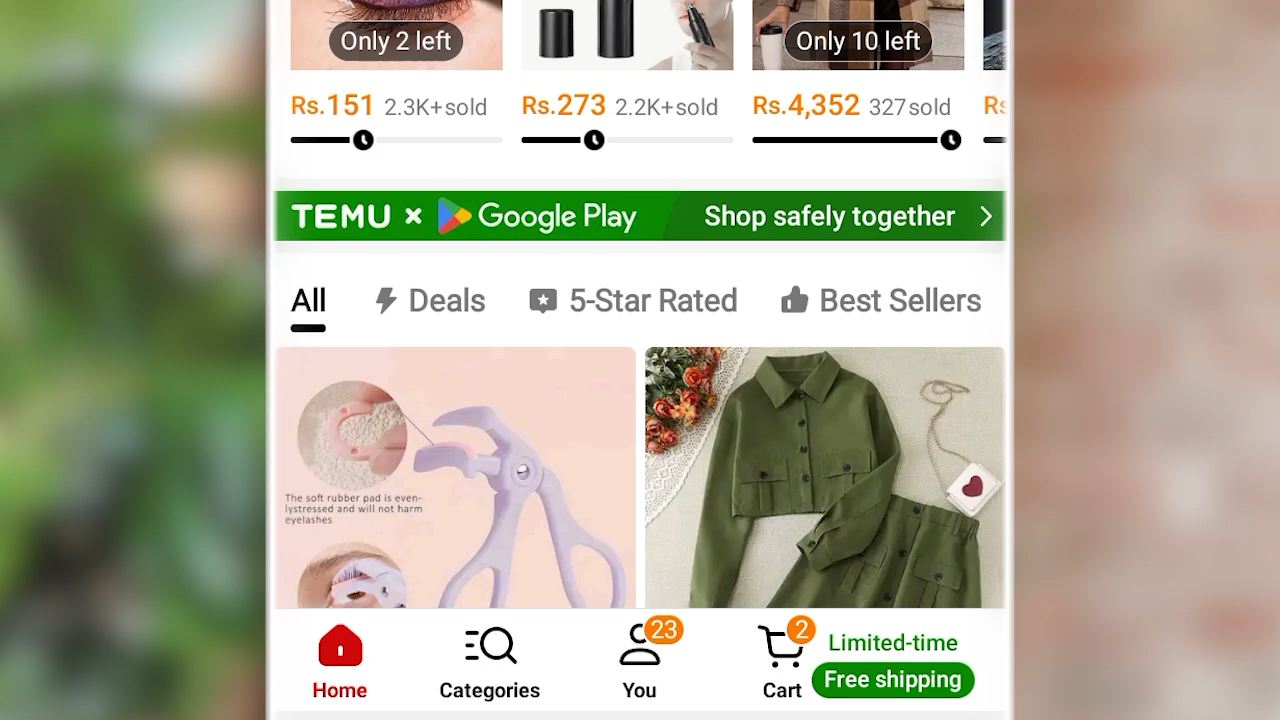 Only 2 left
Only 10 left
Rs.151 2.3K+sold
Rs.273 2.2K+sold
Rs.4,352 327sold
Rs
TEMU × Google Play
Shop safely together
All
Deals
5-Star Rated
Best Sellers
The soft rubber pad is even-
lystressed and will not harm
eyelashes
23
2
Limited-time
Free shipping
Home
Categories
You
Cart